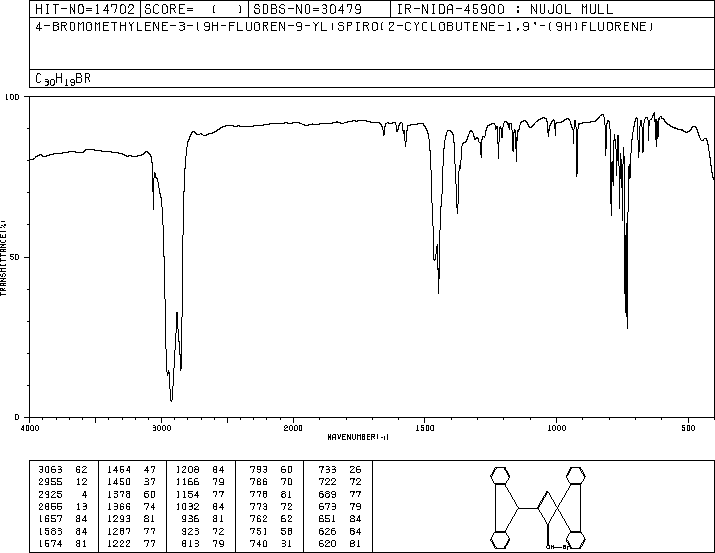 HIT-NO=14702 SCORE= ( ) SDBS-NO=30479 IR-NIDA-45900 : NUJOL MULL
4-BROMOMETHYLENE-3-(9H-FLUOREN-9-YL)SPIRO(2-CYCLOBUTENE-1,9'-(9H)FLUORENE)
C30H19BR
100
TRANSMITTANCE(%)
50
0
4000 3000 2000 1500 1000 500
WAVENUMBER(-1)
3063 62 1464 47 1208 84 793 60 733 26
2955 12 1450 37 1166 79 786 70 722 72
2925 4 1378 60 1154 77 778 81 689 77
2855 13 1366 74 1032 84 773 72 673 79
1657 84 1293 81 936 81 762 62 651 84
1583 84 1287 77 923 72 751 58 626 84
1574 81 1222 77 813 79 740 31 620 81
CH—Br